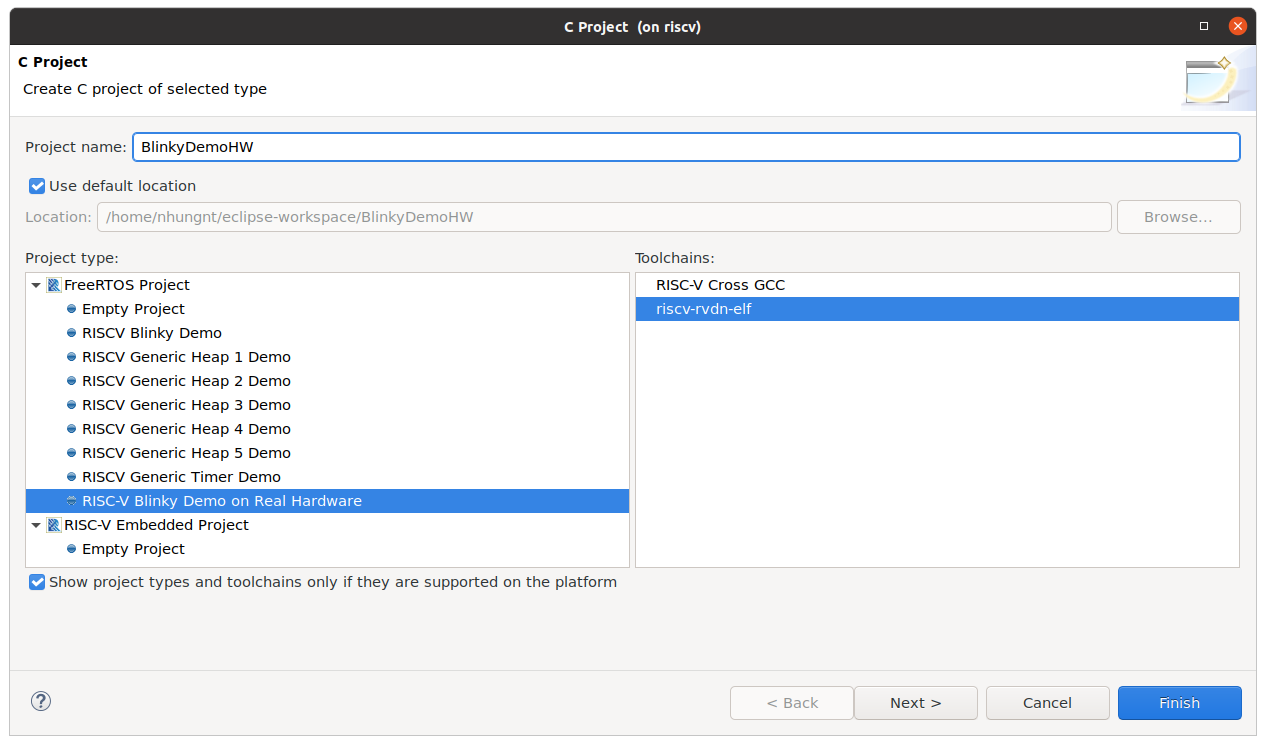 C Project  (on riscv)
C Project
Create C project of selected type
Project name: BlinkyDemoHW
Use default location
Location: /home/nhungnt/eclipse-workspace/BlinkyDemoHW Browse...
Project type: Toolchains:
FreeRTOS Project RISC-V Cross GCC
Empty Project riscv-rvdn-elf
RISCV Blinky Demo
RISCV Generic Heap 1 Demo
RISCV Generic Heap 2 Demo
RISCV Generic Heap 3 Demo
RISCV Generic Heap 4 Demo
RISCV Generic Heap 5 Demo
RISCV Generic Timer Demo
RISC-V Blinky Demo on Real Hardware
RISC-V Embedded Project
Empty Project
Show project types and toolchains only if they are supported on the platform
? < Back Next > Cancel Finish